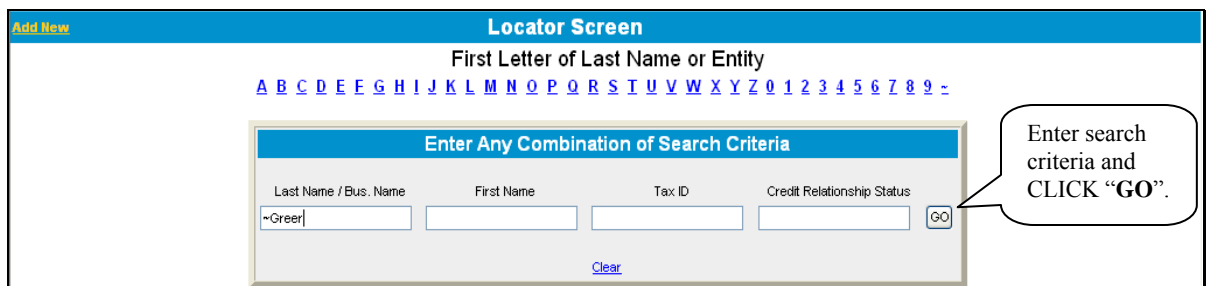 Add New
Locator Screen
First Letter of Last Name or Entity
A B C D E F G H I J K L M N O P Q R S T U V W X Y Z 0 1 2 3 4 5 6 7 8 9 ~
Enter Any Combination of Search Criteria
Last Name / Bus. Name First Name Tax ID Credit Relationship Status
~Greer GO
Clear
Enter search
criteria and
CLICK “GO”.